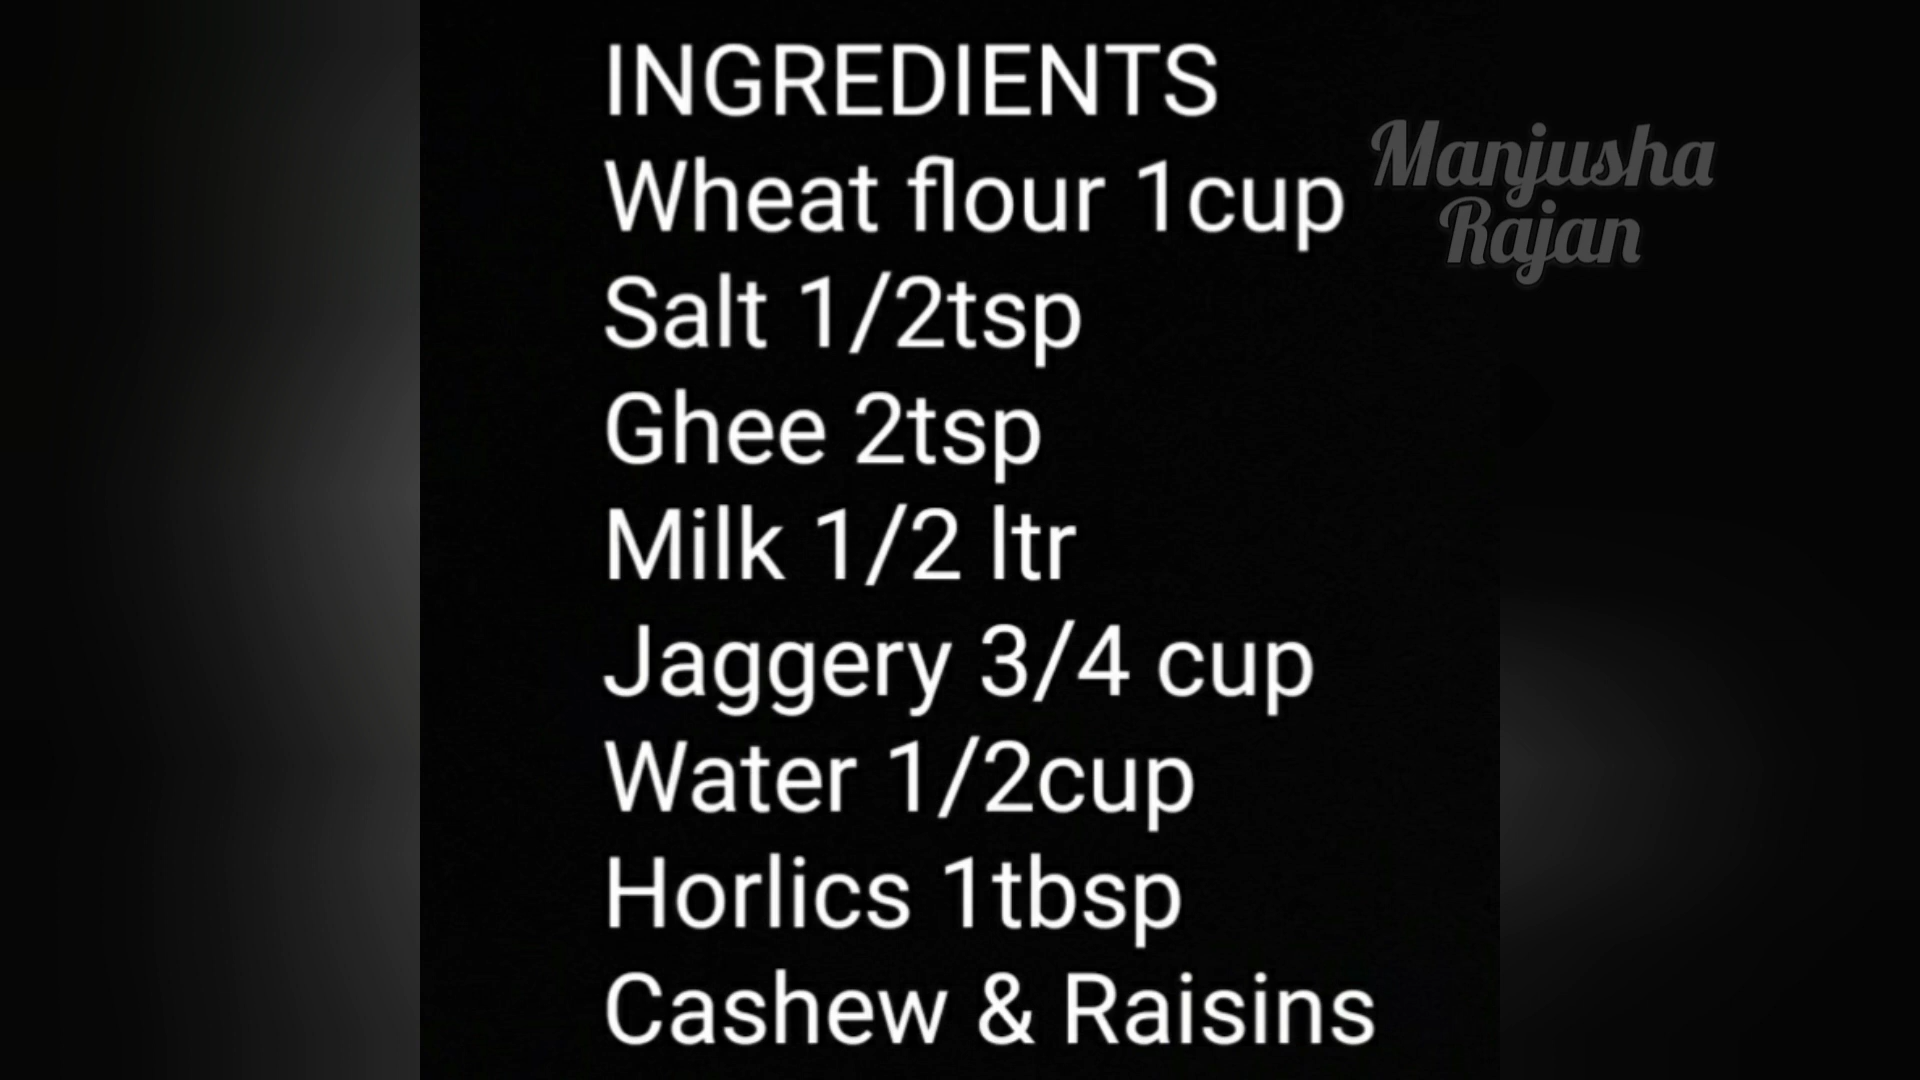 INGREDIENTS
Wheat flour 1cup
Salt 1/2tsp
Ghee 2tsp
Milk 1/2 ltr
Jaggery 3/4 cup
Water 1/2cup
Horlics 1tbsp
Cashew & Raisins
Manjusha
Rajan